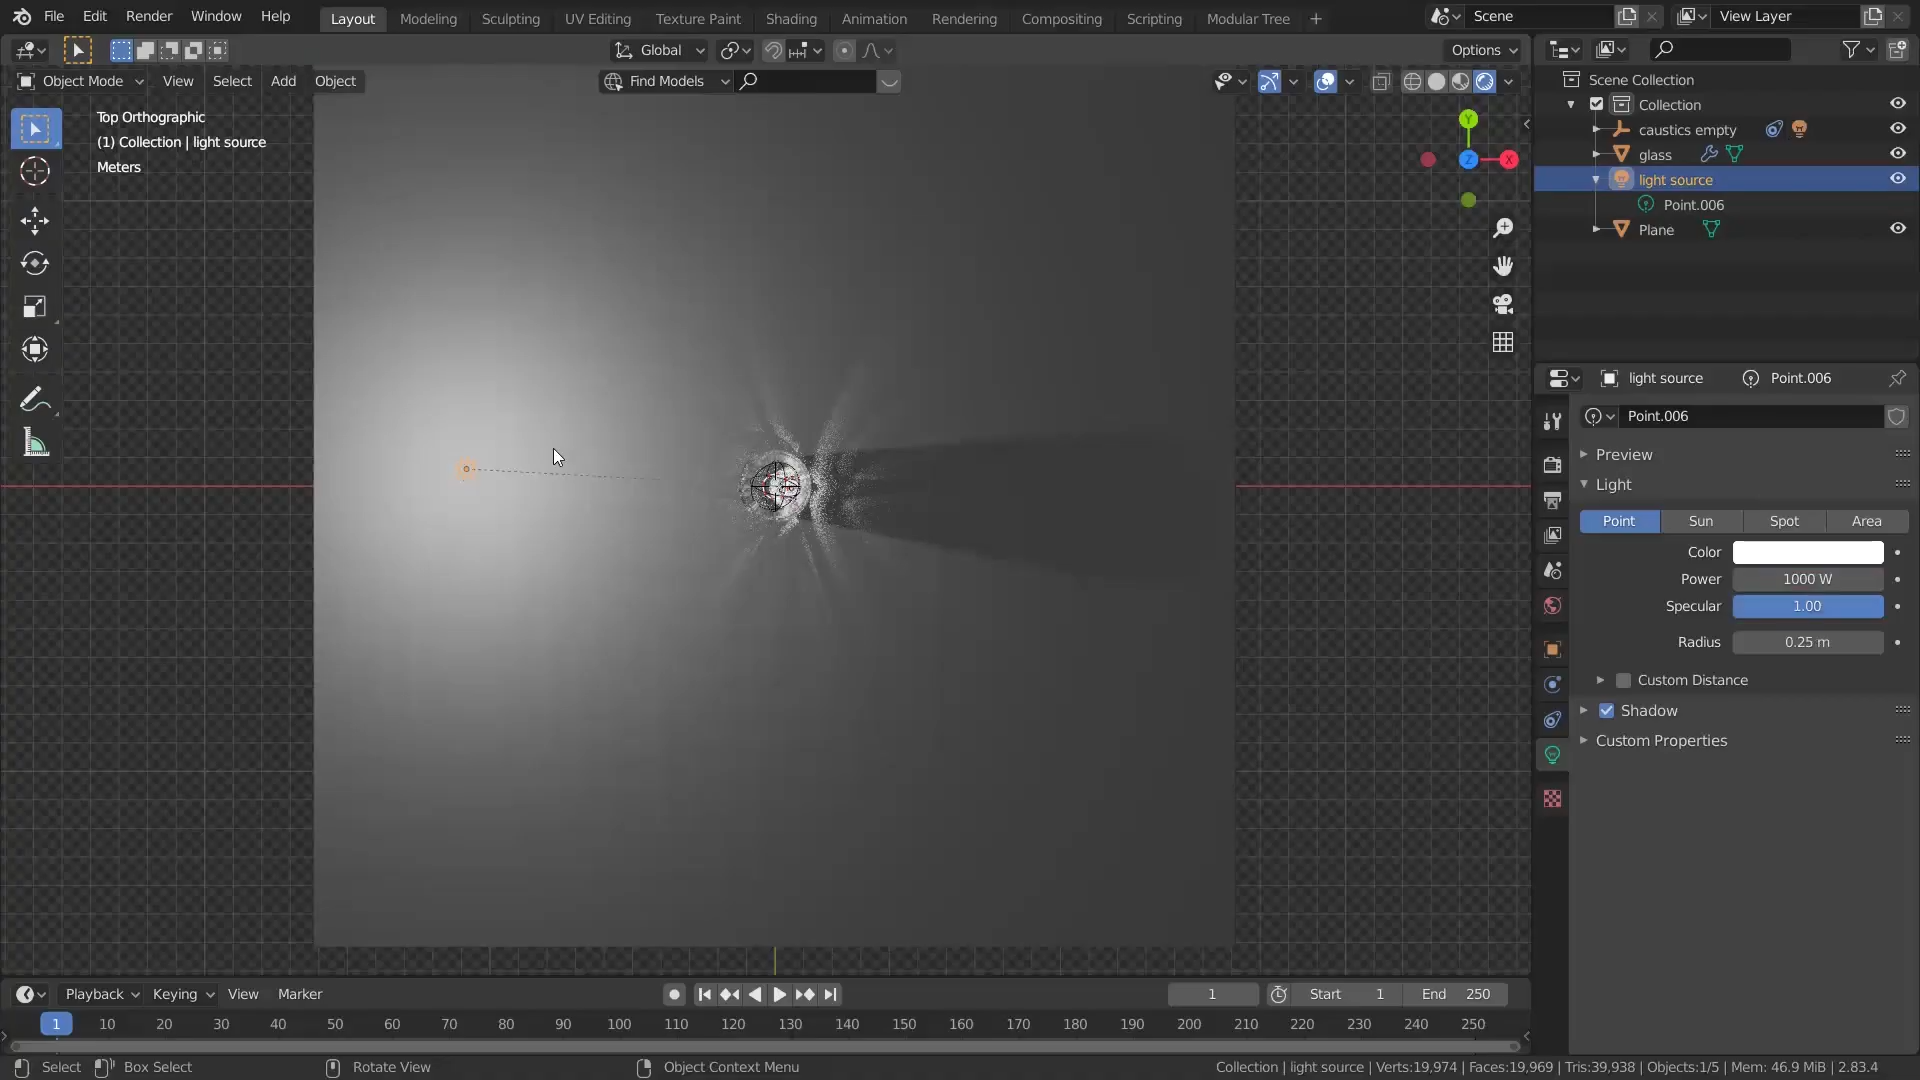 File Edit Render Window Help Layout Modeling Sculpting UV Editing Texture Paint Shading Animation Rendering Compositing Scripting Modular Tree + Scene View Layer
Global Options
Object Mode View Select Add Object Find Models
Top Orthographic
(1) Collection | light source
Meters
Y
Z
X
Scene Collection
Collection
caustics empty
glass
light source
Point.006
Plane
light source Point.006
Point.006
Preview
Light
Point Sun Spot Area
Color
Power 1000 W
Specular 1.00
Radius 0.25 m
Custom Distance
Shadow
Custom Properties
Playback Keying View Marker 1 Start 1 End 250
1 10 20 30 40 50 60 70 80 90 100 110 120 130 140 150 160 170 180 190 200 210 220 230 240 250
Select Box Select Rotate View Object Context Menu Collection | light source | Verts:19,974 | Faces:19,969 | Tris:39,938 | Objects:1/5 | Mem: 46.9 MiB | 2.83.4